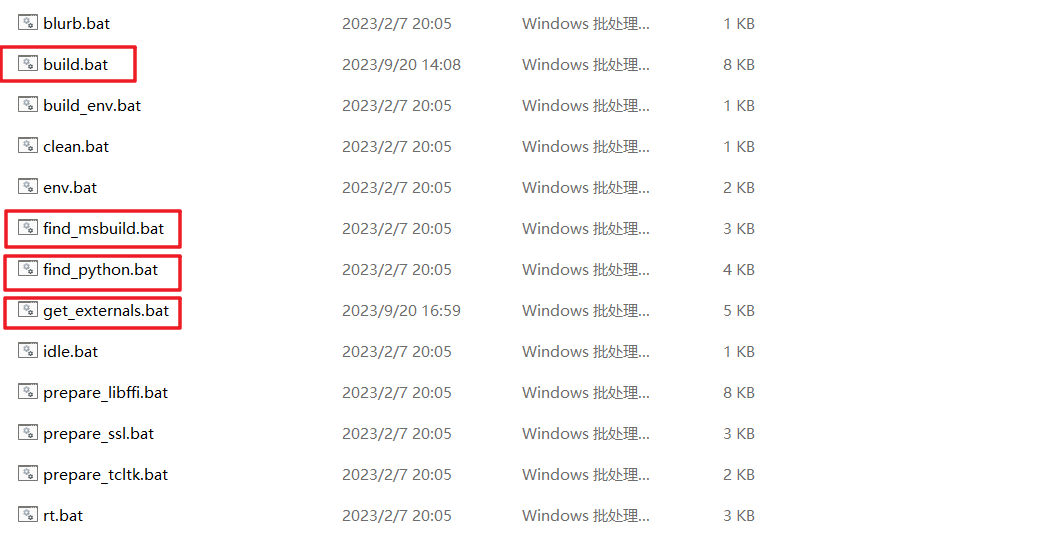 blurb.bat 2023/2/7 20:05 Windows 批处理... 1 KB
build.bat 2023/9/20 14:08 Windows 批处理... 8 KB
build_env.bat 2023/2/7 20:05 Windows 批处理... 1 KB
clean.bat 2023/2/7 20:05 Windows 批处理... 1 KB
env.bat 2023/2/7 20:05 Windows 批处理... 2 KB
find_msbuild.bat 2023/2/7 20:05 Windows 批处理... 3 KB
find_python.bat 2023/2/7 20:05 Windows 批处理... 4 KB
get_externals.bat 2023/9/20 16:59 Windows 批处理... 5 KB
idle.bat 2023/2/7 20:05 Windows 批处理... 1 KB
prepare_libffi.bat 2023/2/7 20:05 Windows 批处理... 8 KB
prepare_ssl.bat 2023/2/7 20:05 Windows 批处理... 3 KB
prepare_tcltk.bat 2023/2/7 20:05 Windows 批处理... 2 KB
rt.bat 2023/2/7 20:05 Windows 批处理... 3 KB